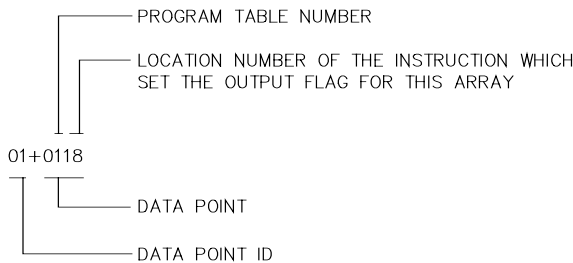 PROGRAM TABLE NUMBER
LOCATION NUMBER OF THE INSTRUCTION WHICH
SET THE OUTPUT FLAG FOR THIS ARRAY
01+0118
DATA POINT
DATA POINT ID